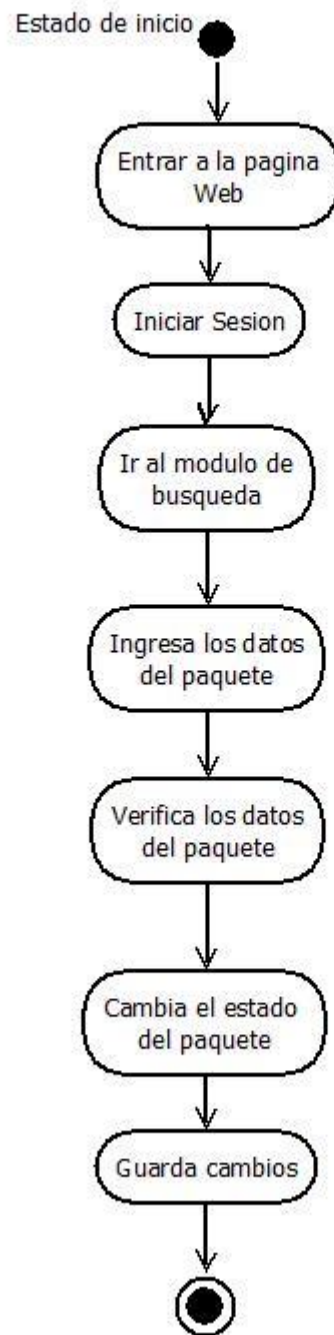 Estado de inicio
Entrar a la pagina
Web
Iniciar Sesion
Ir al modulo de
busqueda
Ingresa los datos
del paquete
Verifica los datos
del paquete
Cambia el estado
del paquete
Guarda cambios